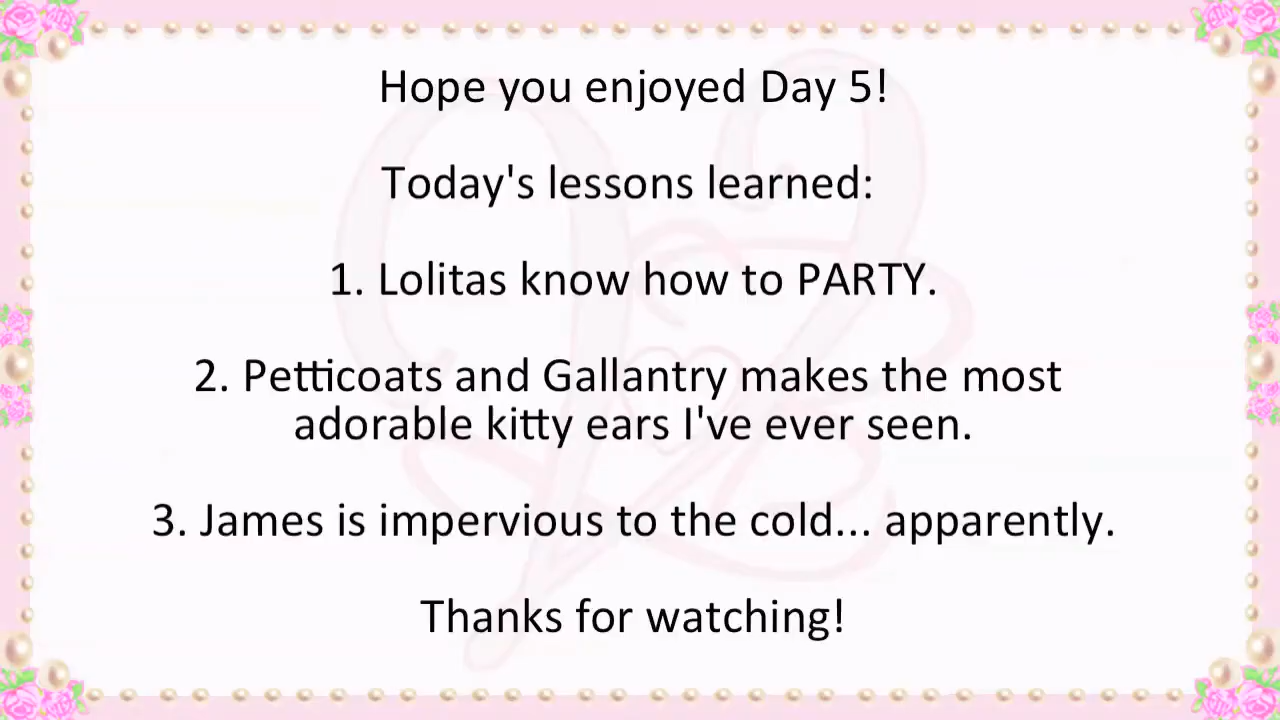 Hope you enjoyed Day 5!
Today's lessons learned:
1. Lolitas know how to PARTY.
2. Petticoats and Gallantry makes the most
adorable kitty ears I've ever seen.
3. James is impervious to the cold... apparently.
Thanks for watching!